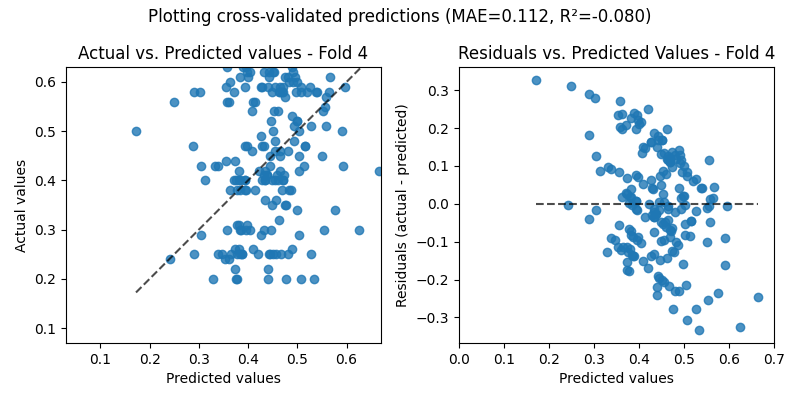 Plotting cross-validated predictions (MAE=0.112, R²=-0.080)
Actual vs. Predicted values - Fold 4
Residuals vs. Predicted Values - Fold 4
Actual values
0.6
0.5
0.4
0.3
0.2
0.1
0.1 0.2 0.3 0.4 0.5 0.6
Predicted values
Residuals (actual - predicted)
0.3
0.2
0.1
0.0
−0.1
−0.2
−0.3
0.0 0.1 0.2 0.3 0.4 0.5 0.6 0.7
Predicted values